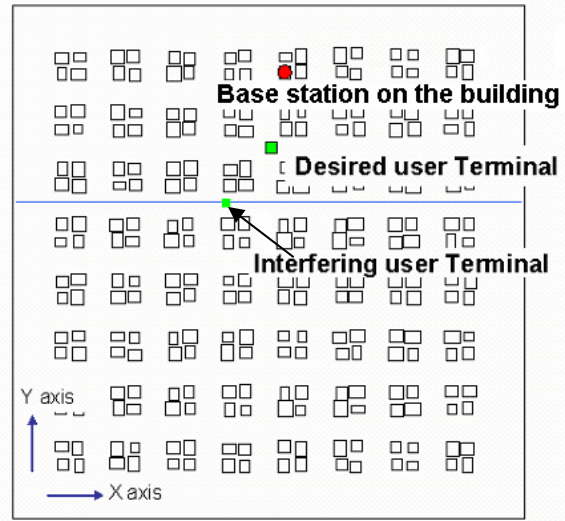 Base station on the building
Desired user Terminal
Interfering user Terminal
Y axis
X axis